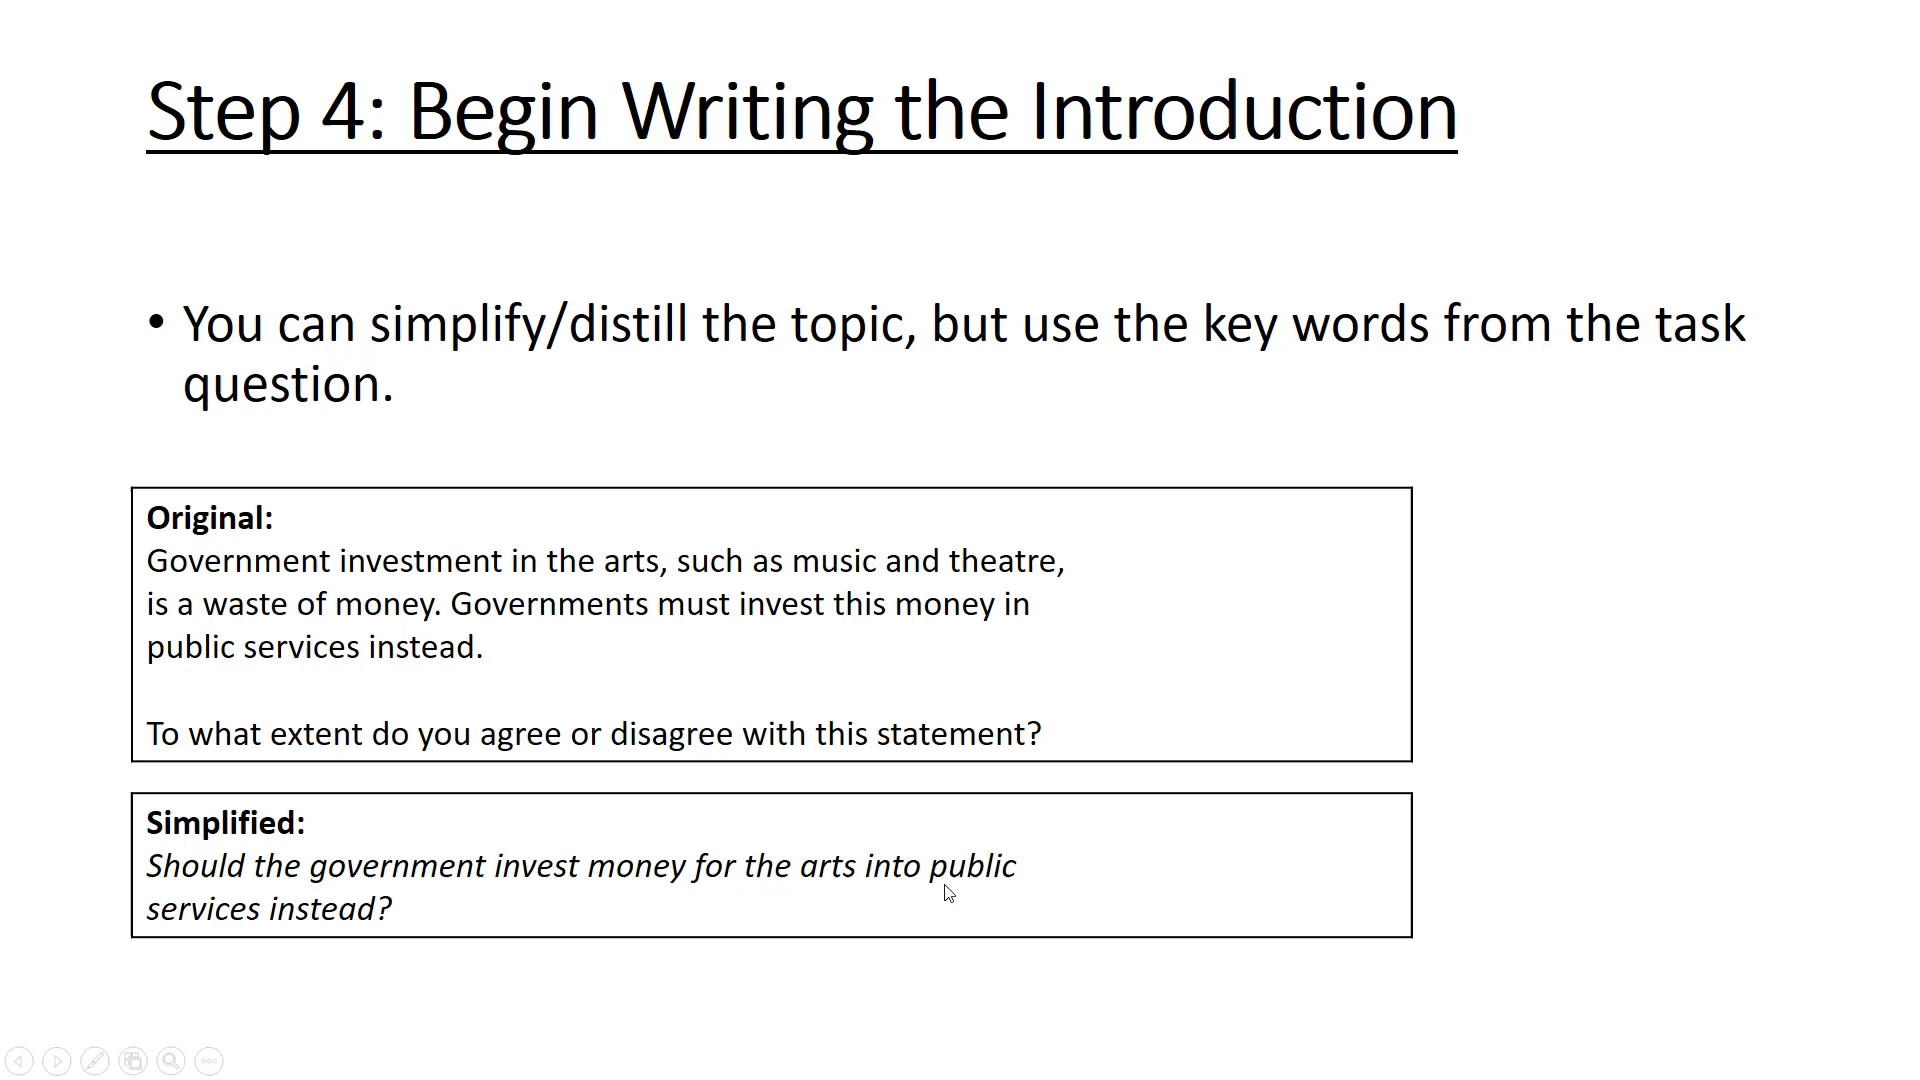 Step 4: Begin Writing the Introduction
• You can simplify/distill the topic, but use the key words from the task
question.
Original:
Government investment in the arts, such as music and theatre,
is a waste of money. Governments must invest this money in
public services instead.
To what extent do you agree or disagree with this statement?
Simplified:
Should the government invest money for the arts into public
services instead?